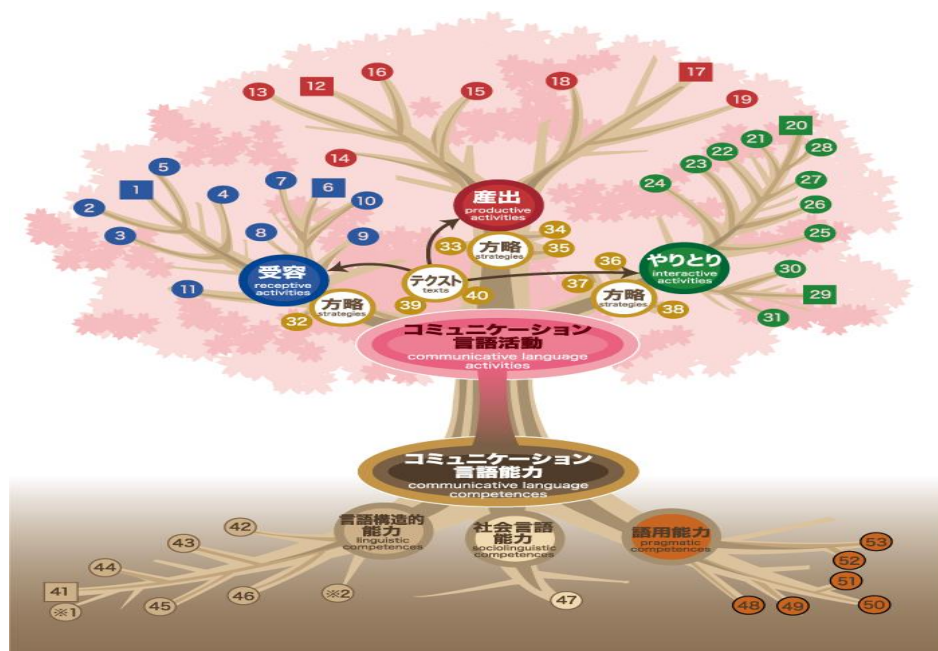 16
12
13
15
18
17
19
14
20
21
28
22
23
24
27
26
25
5
1
7
6
2
4
10
3
8
9
11
産出
productive
activities
33
方略
strategies
34
35
受容
receptive
activities
方略
strategies
32
テクスト
texts
39
40
やりとり
interactive
activities
36
37
方略
strategies
38
30
29
31
コミュニケーション
言語活動
communicative language
activities
コミュニケーション
言語能力
communicative language
competences
言語構造的
能力
linguistic
competences
社会言語
能力
sociolinguistic
competences
語用能力
pragmatic
competences
42
43
44
41
※1
45
46
※2
47
53
52
51
48
49
50